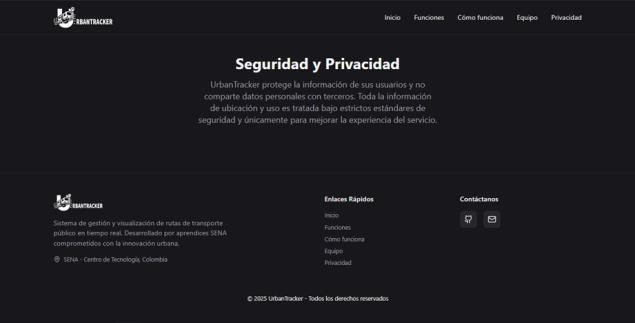 URBANTRACKER
Inicio Funciones Cómo funciona Equipo Privacidad
Seguridad y Privacidad
UrbanTracker protege la información de sus usuarios y no
comparte datos personales con terceros. Toda la información
de ubicación y uso es tratada bajo estrictos estándares de
seguridad y únicamente para mejorar la experiencia del servicio.
URBANTRACKER
Sistema de gestión y visualización de rutas de transporte
público en tiempo real. Desarrollado por aprendices SENA
comprometidos con la innovación urbana.
SENA - Centro de Tecnología, Colombia
Enlaces Rápidos
Inicio
Funciones
Cómo funciona
Equipo
Privacidad
Contáctanos
© 2025 UrbanTracker - Todos los derechos reservados